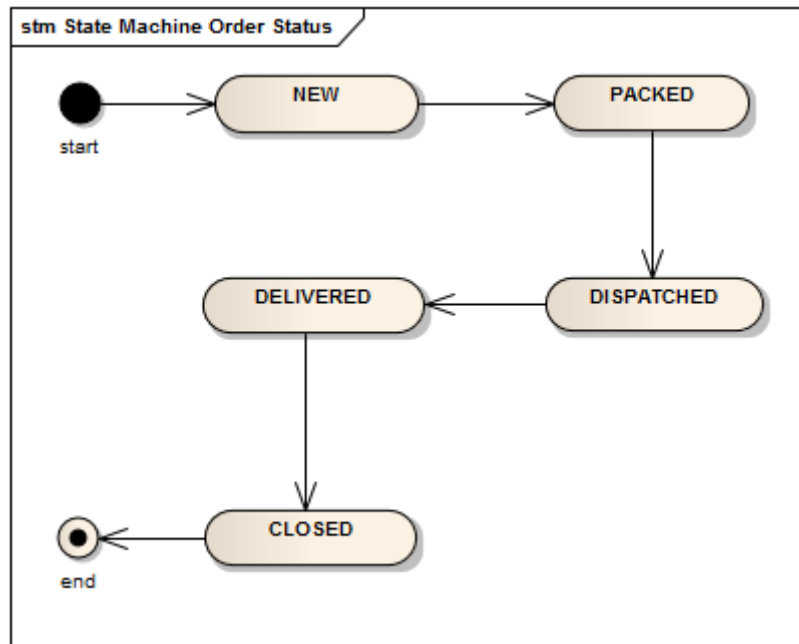 stm State Machine Order Status
NEW
PACKED
start
DELIVERED
DISPATCHED
CLOSED
end